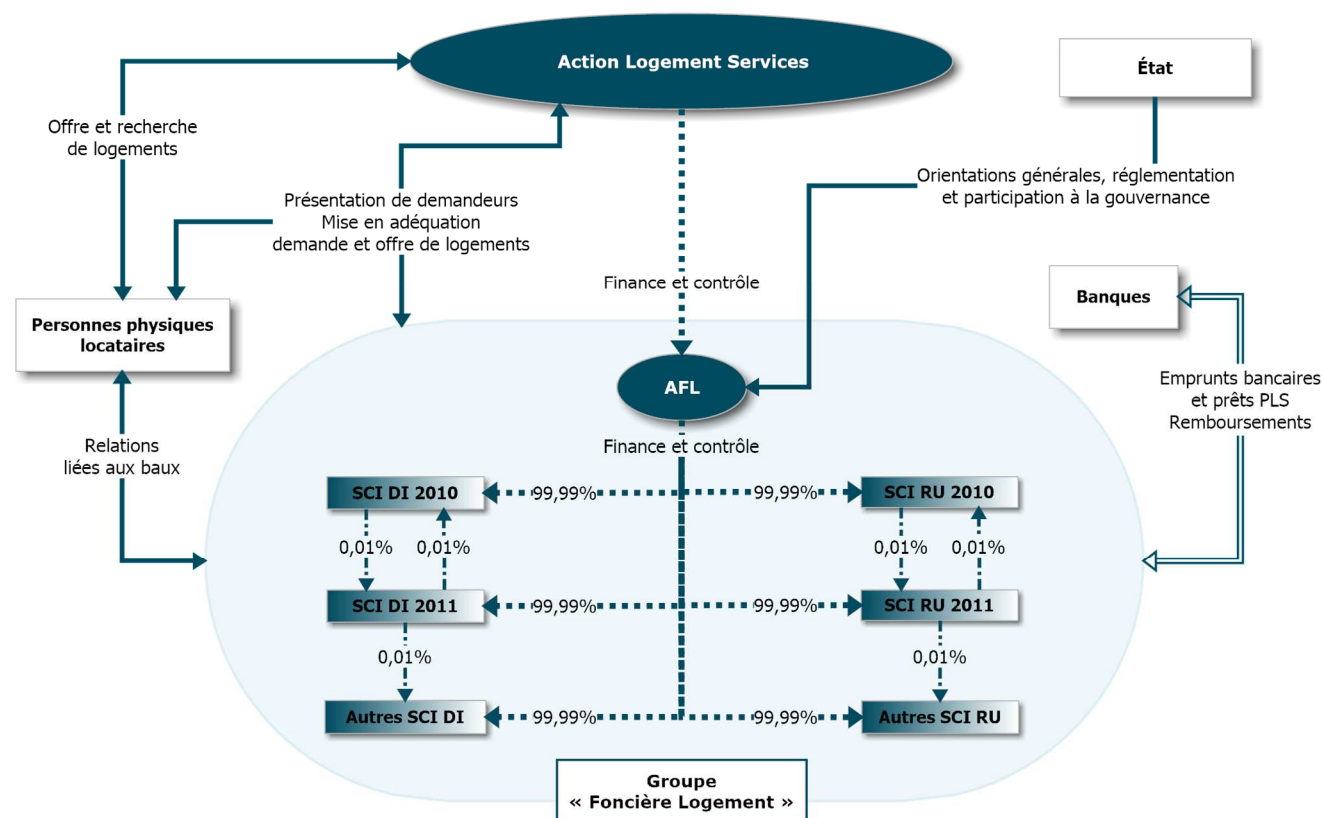 Action Logement Services
État
Offre et recherche
de logements
Orientations générales, réglementation
et participation à la gouvernance
Présentation de demandeurs
Mise en adéquation
demande et offre de logements
Finance et contrôle
Banques
Personnes physiques
locataires
AFL
Emprunts bancaires
et prêts PLS
Remboursements
Relations
liées aux baux
Finance et contrôle
SCI DI 2010
99,99%
99,99%
SCI RU 2010
0,01%
0,01%
0,01%
0,01%
SCI DI 2011
99,99%
99,99%
SCI RU 2011
0,01%
0,01%
Autres SCI DI
99,99%
99,99%
Autres SCI RU
Groupe
« Foncière Logement »